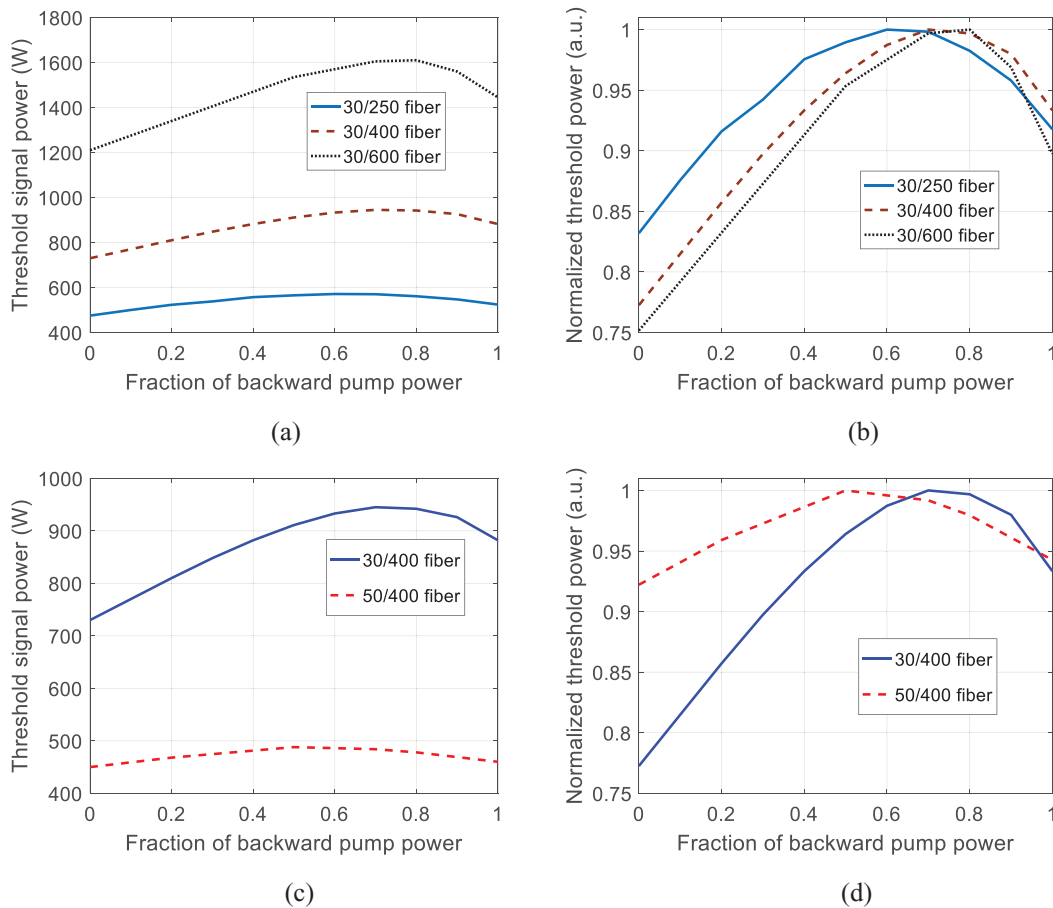 1800
1600
1400
1200
1000
800
600
400
0
0.2
0.4
0.6
0.8
1
Threshold signal power (W)
Fraction of backward pump power
30/250 fiber
30/400 fiber
30/600 fiber
(a)
1
0.95
0.9
0.85
0.8
0.75
0
0.2
0.4
0.6
0.8
1
Normalized threshold power (a.u.)
Fraction of backward pump power
30/250 fiber
30/400 fiber
30/600 fiber
(b)
1000
900
800
700
600
500
400
0
0.2
0.4
0.6
0.8
1
Threshold signal power (W)
Fraction of backward pump power
30/400 fiber
50/400 fiber
(c)
1
0.95
0.9
0.85
0.8
0.75
0
0.2
0.4
0.6
0.8
1
Normalized threshold power (a.u.)
Fraction of backward pump power
30/400 fiber
50/400 fiber
(d)